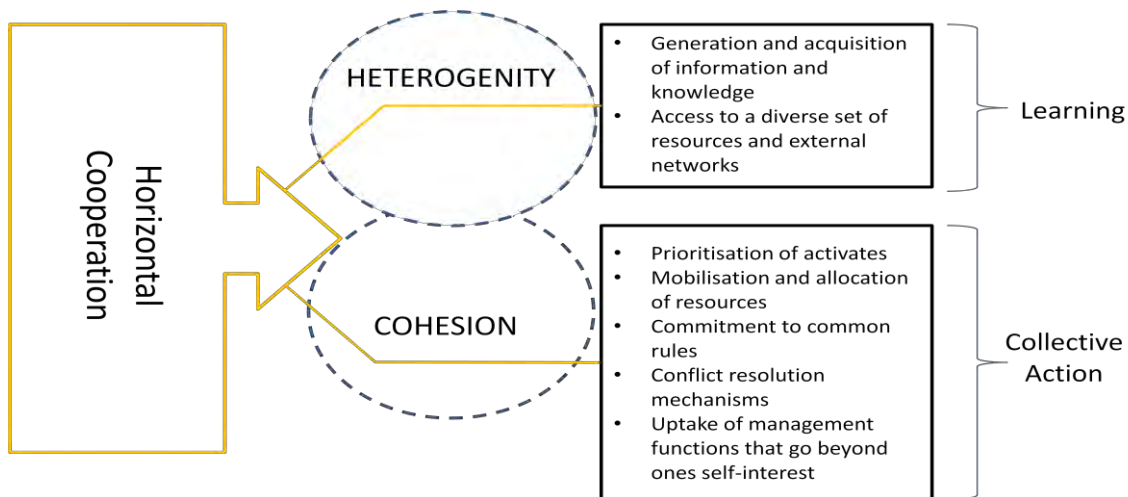 Horizontal
Cooperation
HETEROGENITY
• Generation and acquisition
of information and
knowledge
• Access to a diverse set of
resources and external
networks
Learning
COHESION
• Prioritisation of activates
• Mobilisation and allocation
of resources
• Commitment to common
rules
• Conflict resolution
mechanisms
• Uptake of management
functions that go beyond
ones self-interest
Collective
Action